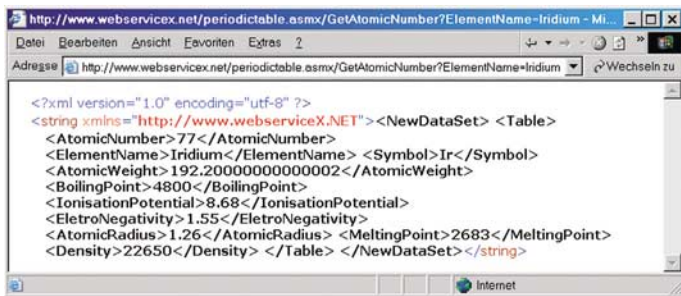 http://www.webservicex.net/periodictable.asmx/GetAtomicNumber?ElementName=Iridium - Mi...
Datei Bearbeiten Ansicht Favoriten Extras ?
Adresse http://www.webservicex.net/periodictable.asmx/GetAtomicNumber?ElementName=Iridium Wechseln zu
<?xml version="1.0" encoding="utf-8" ?>
<string xmlns="http://www.webserviceX.NET"><NewDataSet> <Table>
<AtomicNumber>77</AtomicNumber>
<ElementName>Iridium</ElementName> <Symbol>Ir</Symbol>
<AtomicWeight>192.20000000000002</AtomicWeight>
<BoilingPoint>4800</BoilingPoint>
<IonisationPotential>8.68</IonisationPotential>
<EletroNegativity>1.55</EletroNegativity>
<AtomicRadius>1.26</AtomicRadius> <MeltingPoint>2683</MeltingPoint>
<Density>22650</Density> </Table> </NewDataSet></string>
Internet